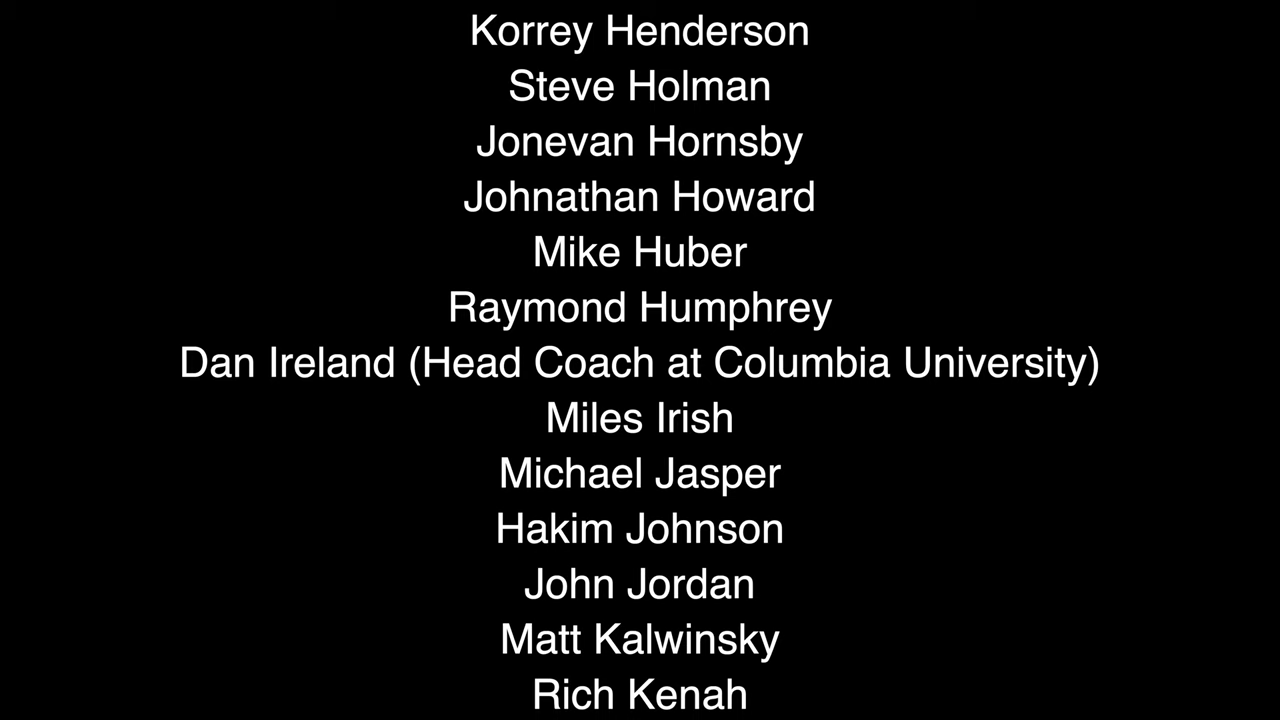 Korrey Henderson
Steve Holman
Jonevan Hornsby
Johnathan Howard
Mike Huber
Raymond Humphrey
Dan Ireland (Head Coach at Columbia University)
Miles Irish
Michael Jasper
Hakim Johnson
John Jordan
Matt Kalwinsky
Rich Kenah